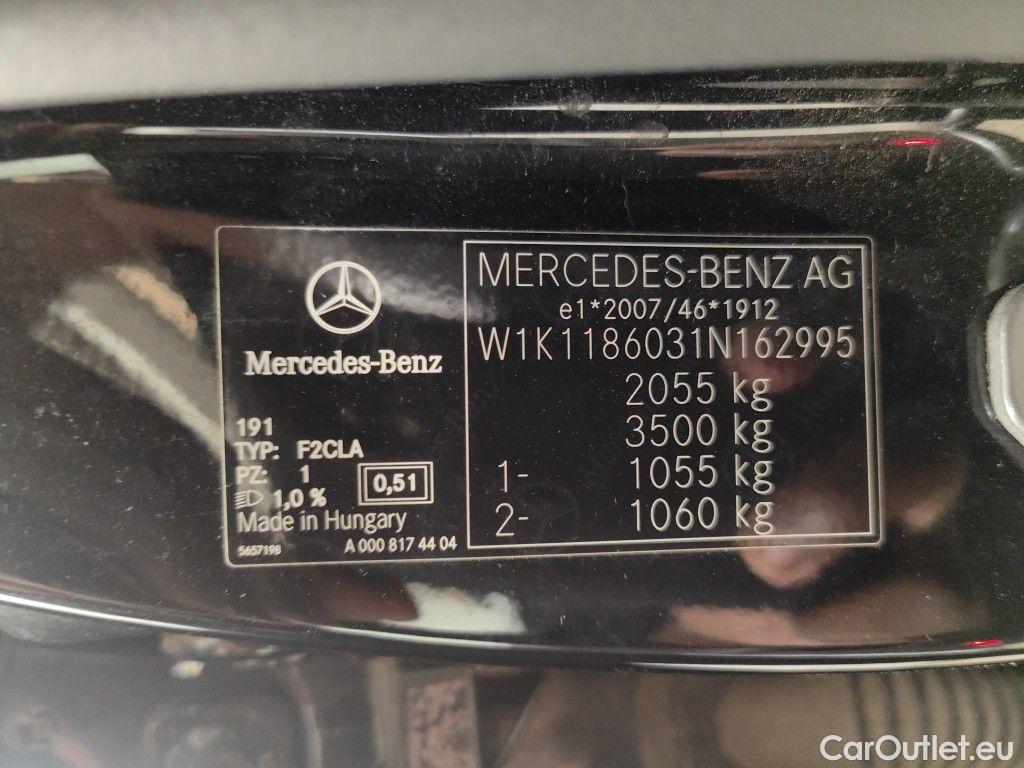 Mercedes-Benz
191
TYP: F2CLA
PZ: 1
1,0 %
0,51
Made in Hungary
5657198
A 000 817 44 04
MERCEDES-BENZ AG
e1*2007/46*1912
W1K1186031N162995
2055 kg
3500 kg
1- 1055 kg
2- 1060 kg
CarOutlet.eu